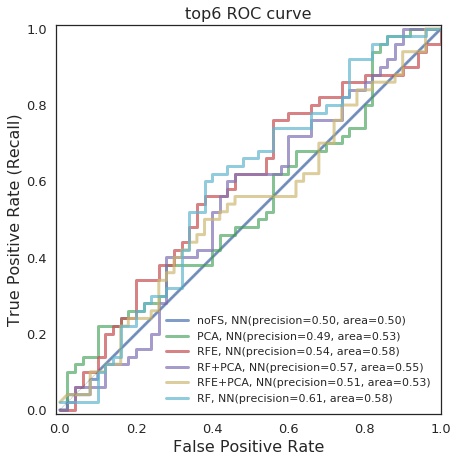 top6 ROC curve
True Positive Rate (Recall)
1.0
0.8
0.6
0.4
0.2
0.0
noFS, NN(precision=0.50, area=0.50)
PCA, NN(precision=0.49, area=0.53)
RFE, NN(precision=0.54, area=0.58)
RF+PCA, NN(precision=0.57, area=0.55)
RFE+PCA, NN(precision=0.51, area=0.53)
RF, NN(precision=0.61, area=0.58)
0.0 0.2 0.4 0.6 0.8 1.0
False Positive Rate